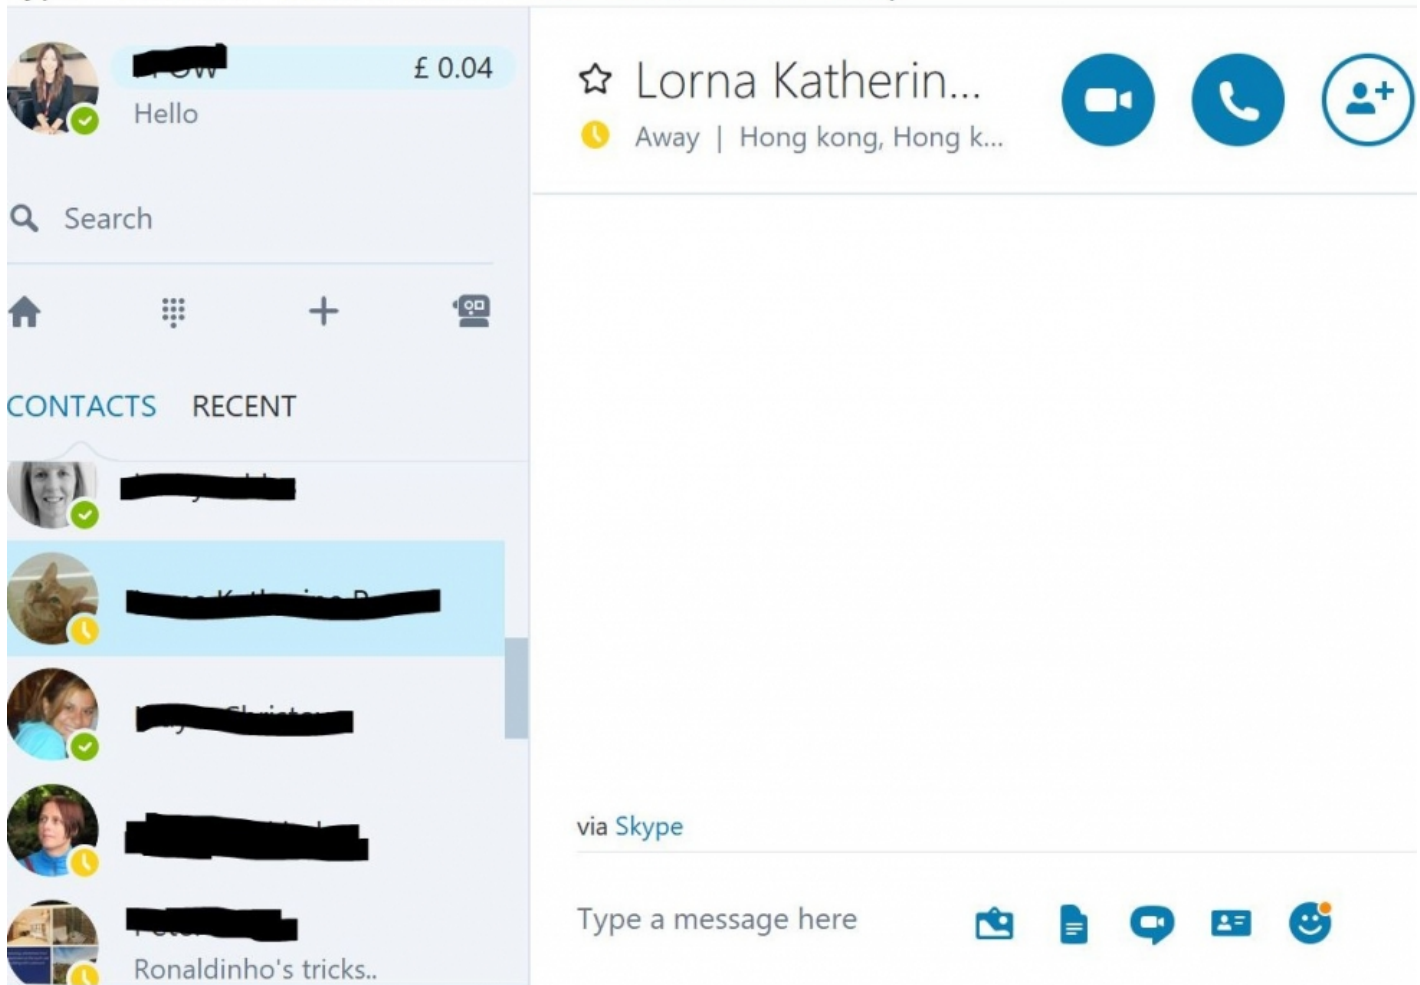 £ 0.04
Hello
Search
CONTACTS RECENT
Ronaldinho's tricks..
Lorna Katherin...
Away | Hong kong, Hong k...
via Skype
Type a message here